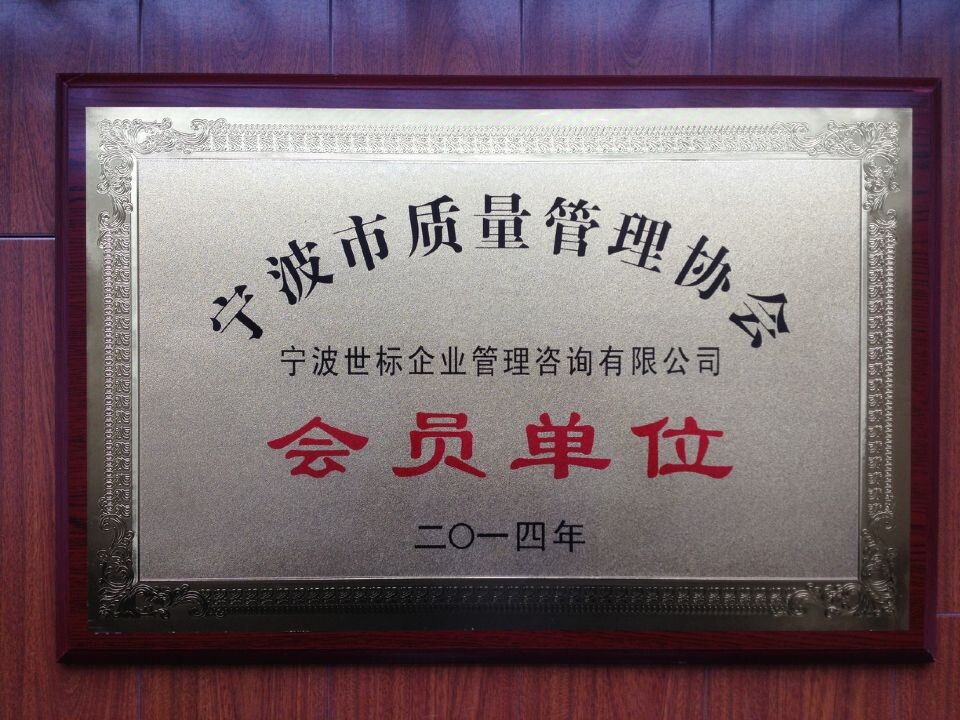 宁波市质量管理协会
宁波世标企业管理咨询有限公司
会员单位
二〇一四年